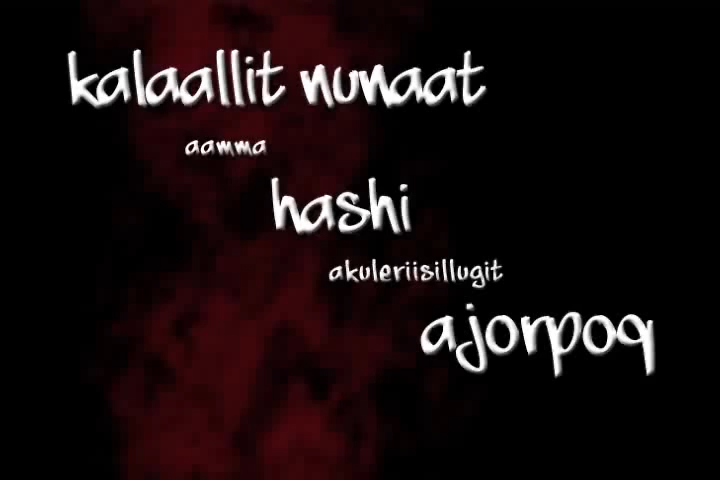 kalaallit nunaat
aamma
hashi
akuleriisillugit
ajorpoq